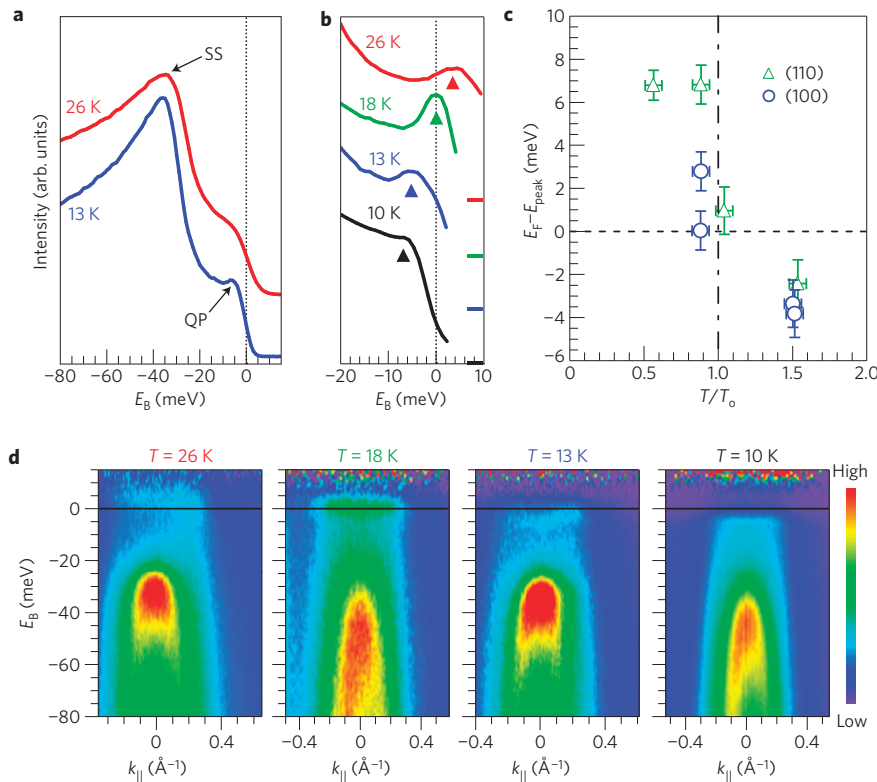 a
SS
26 K
13 K
QP
Intensity (arb. units)
−80 −60 −40 −20 0
E_B (meV)
b
26 K
18 K
13 K
10 K
−20 −10 0 10
E_B (meV)
c
8
6
4
2
0
−2
−4
−6
E_F − E_peak (meV)
(110)
(100)
0 0.5 1.0 1.5 2.0
T/T_o
d
T = 26 K T = 18 K T = 13 K T = 10 K
High
Low
0
−20
−40
−60
−80
E_B (meV)
0 0.4 −0.4 0 0.4 0 0.4 −0.4 0 0.4
k_|| (Å⁻¹) k_|| (Å⁻¹) k_|| (Å⁻¹) k_|| (Å⁻¹)